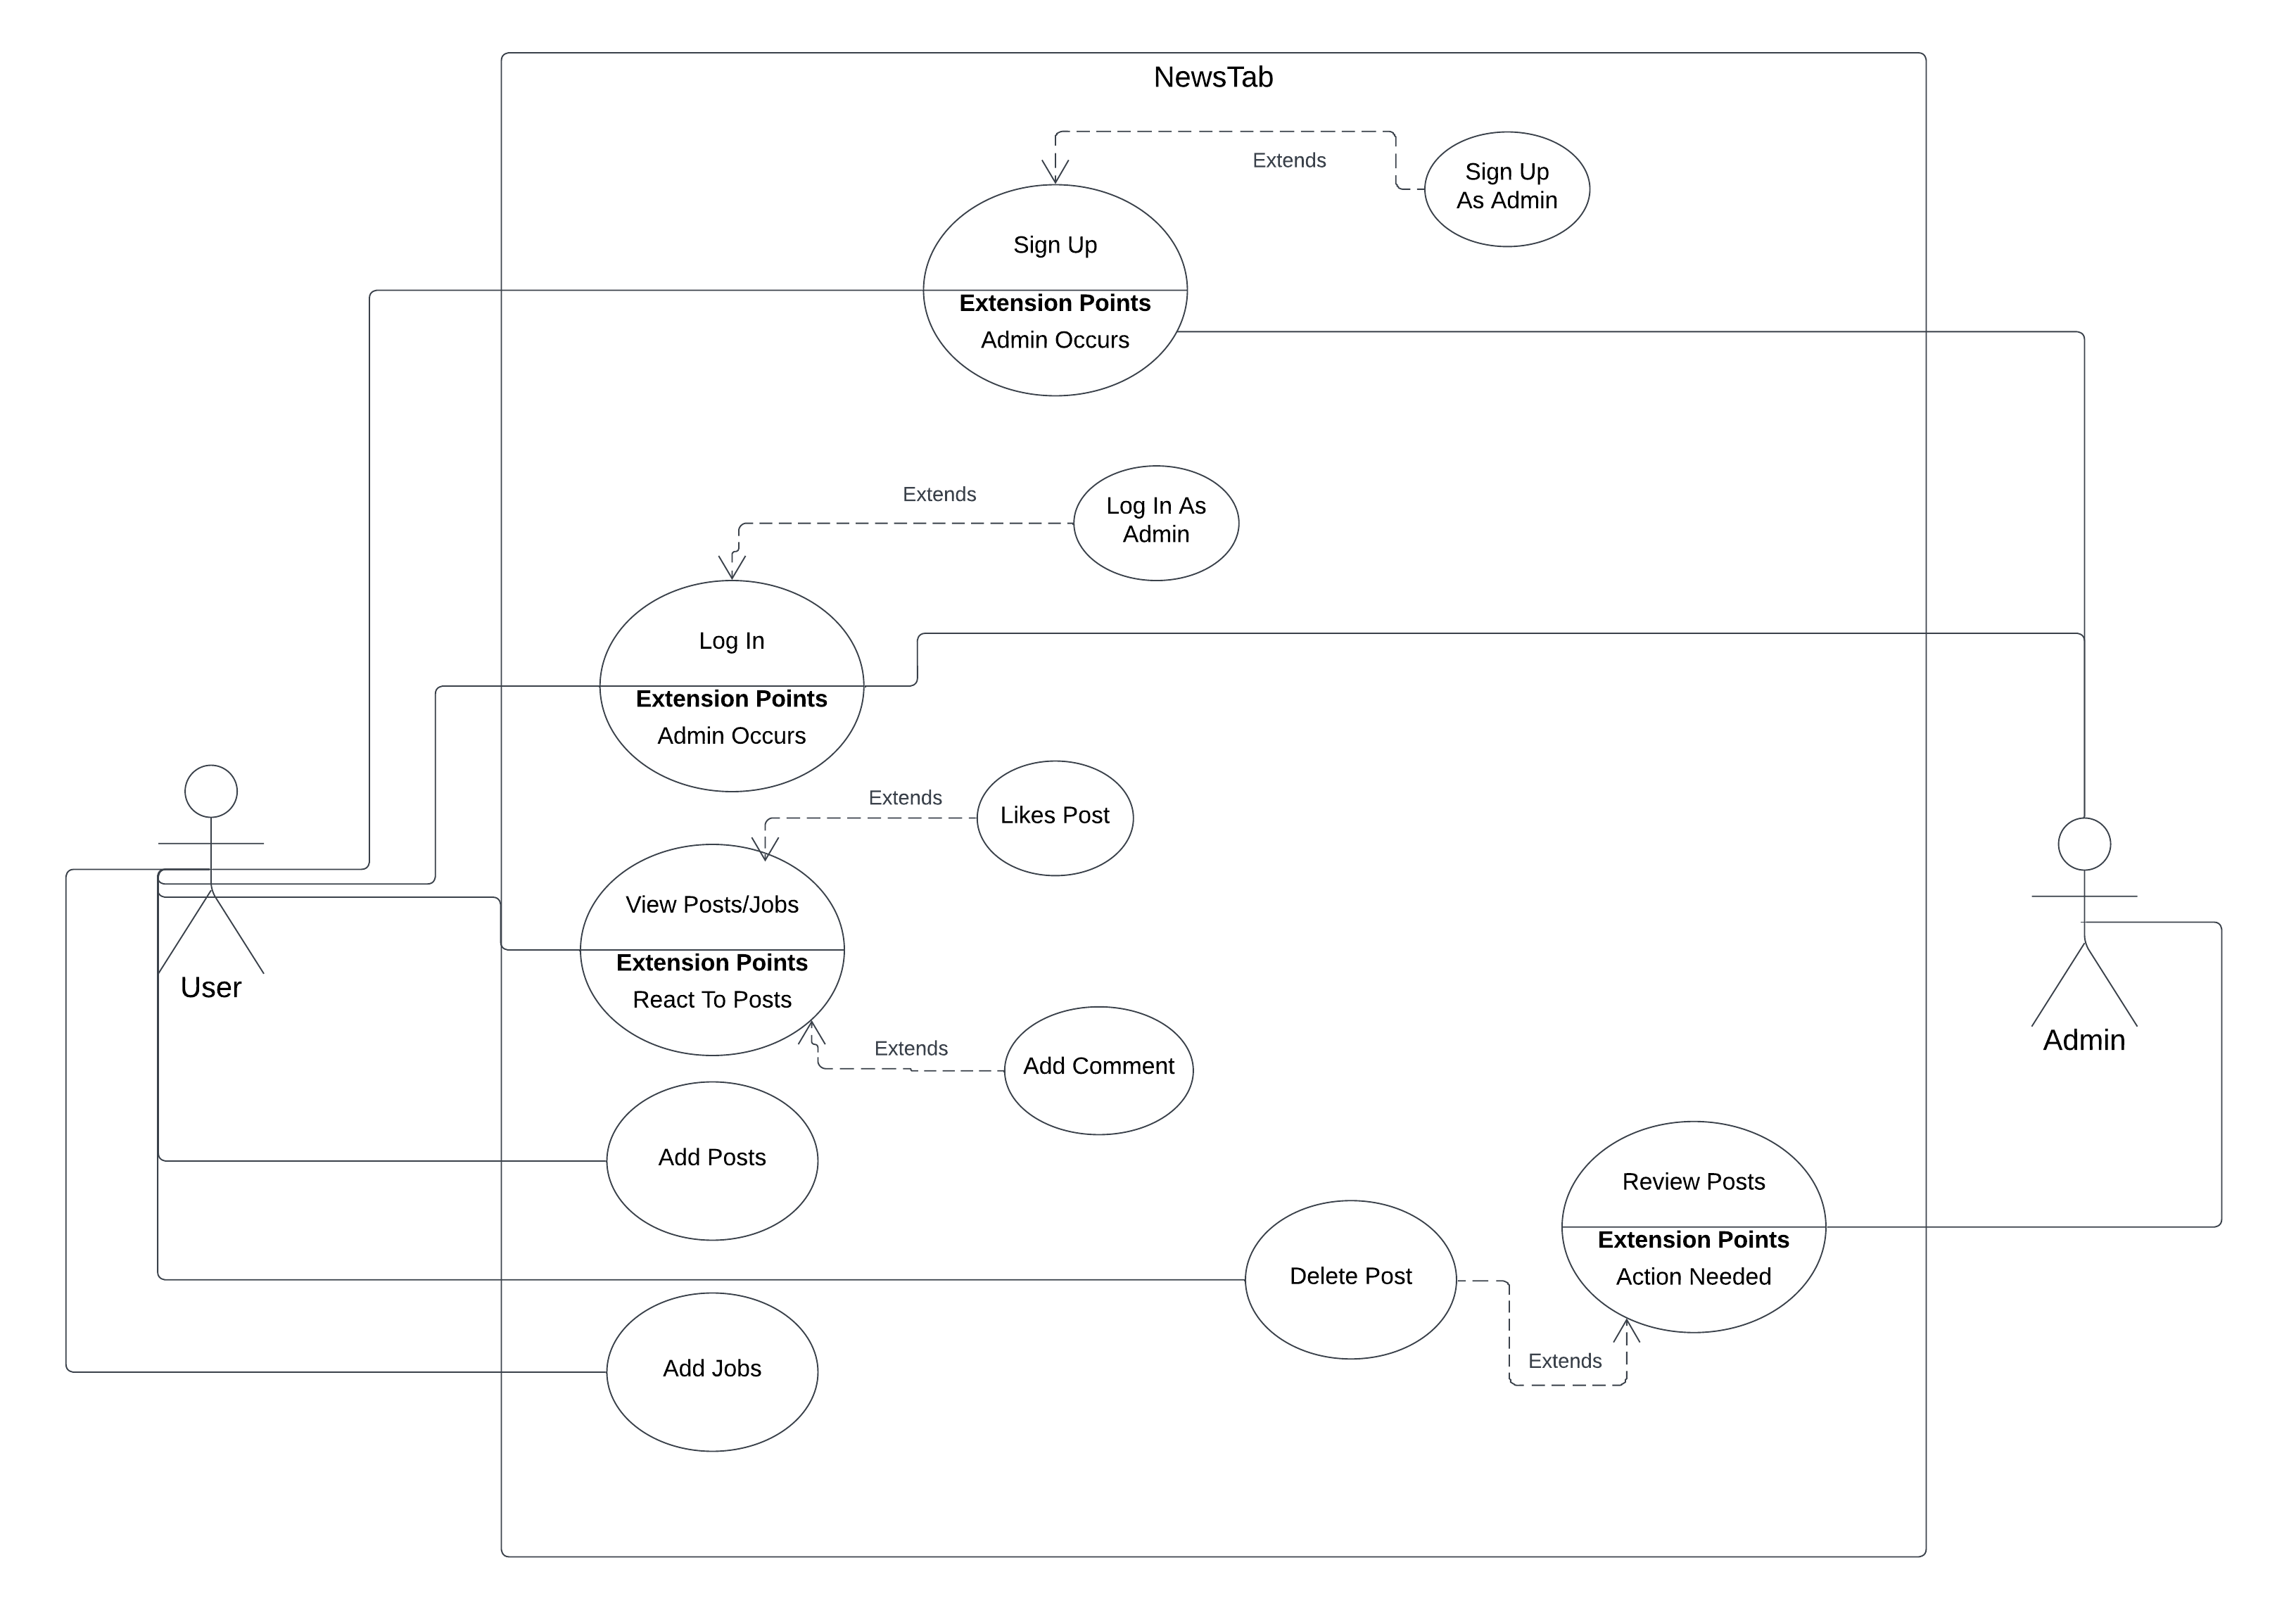 NewsTab
Extends
Sign Up
As Admin
Sign Up
Extension Points
Admin Occurs
Extends
Log In As
Admin
Log In
Extension Points
Admin Occurs
Extends
Likes Post
View Posts/Jobs
Extension Points
React To Posts
User
Admin
Extends
Add Comment
Add Posts
Review Posts
Extension Points
Action Needed
Delete Post
Extends
Add Jobs